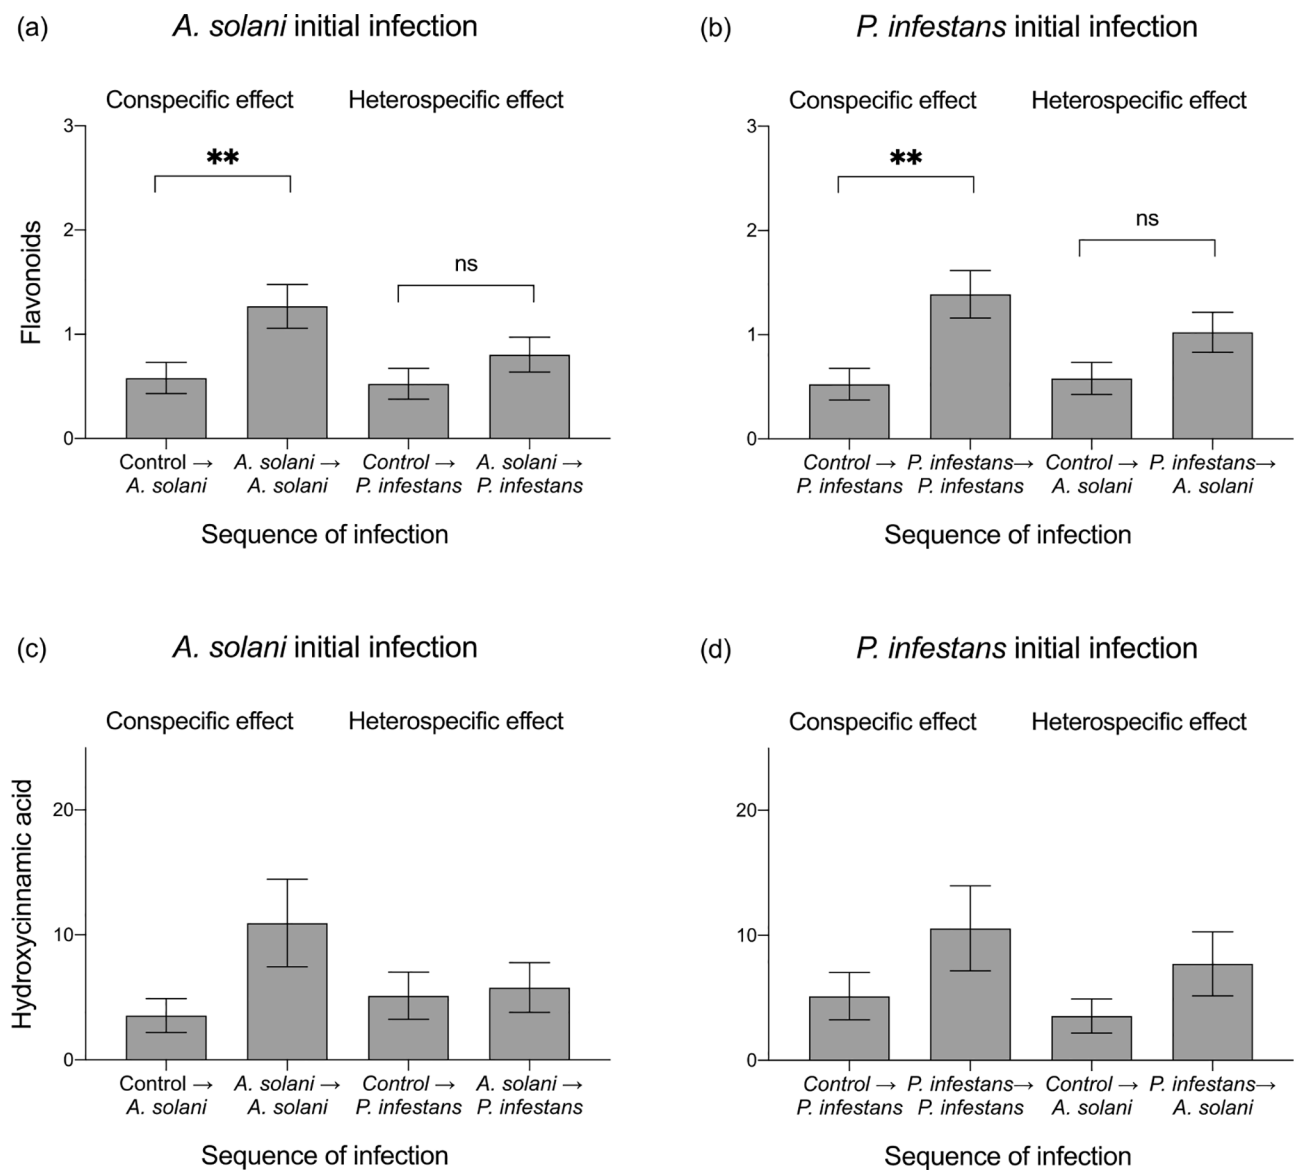 (a) A. solani initial infection
Conspecific effect Heterospecific effect
3
2
1
0
Flavonoids
**
ns
Control → A. solani → Control → A. solani →
A. solani A. solani P. infestans P. infestans
Sequence of infection
(b) P. infestans initial infection
Conspecific effect Heterospecific effect
3
2
1
0
**
ns
Control → P. infestans→ Control → P. infestans→
P. infestans P. infestans A. solani A. solani
Sequence of infection
(c) A. solani initial infection
Conspecific effect Heterospecific effect
20
10
0
Hydroxycinnamic acid
Control → A. solani → Control → A. solani →
A. solani A. solani P. infestans P. infestans
Sequence of infection
(d) P. infestans initial infection
Conspecific effect Heterospecific effect
20
10
0
Control → P. infestans→ Control → P. infestans→
P. infestans P. infestans A. solani A. solani
Sequence of infection